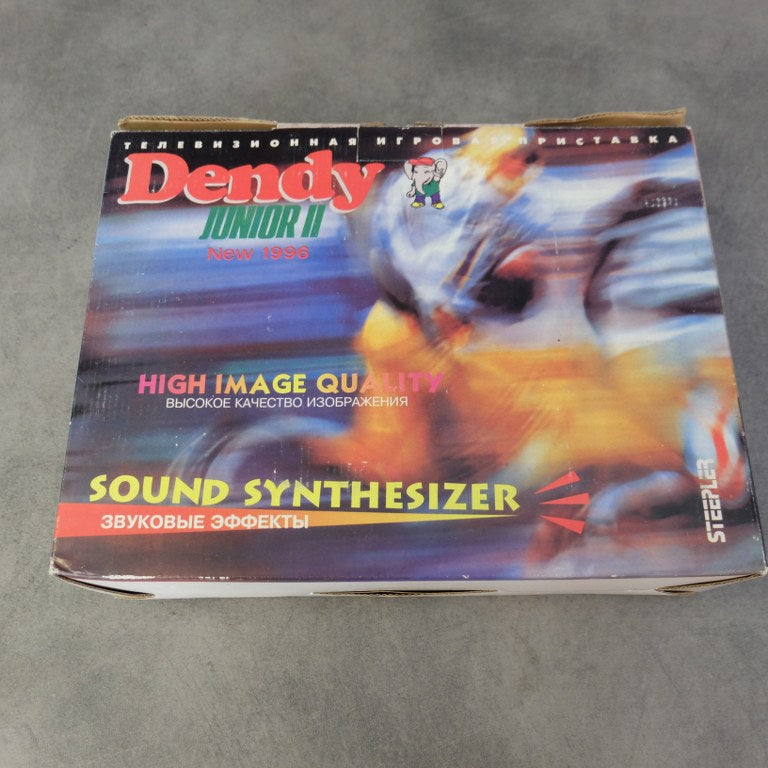 ТЕЛЕВИЗИОННАЯ ИГРОВАЯ ПРИСТАВКА
Dendy
JUNIOR II
New 1996
HIGH IMAGE QUALITY
ВЫСОКОЕ КАЧЕСТВО ИЗОБРАЖЕНИЯ
SOUND SYNTHESIZER
ЗВУКОВЫЕ ЭФФЕКТЫ
STEEPLER